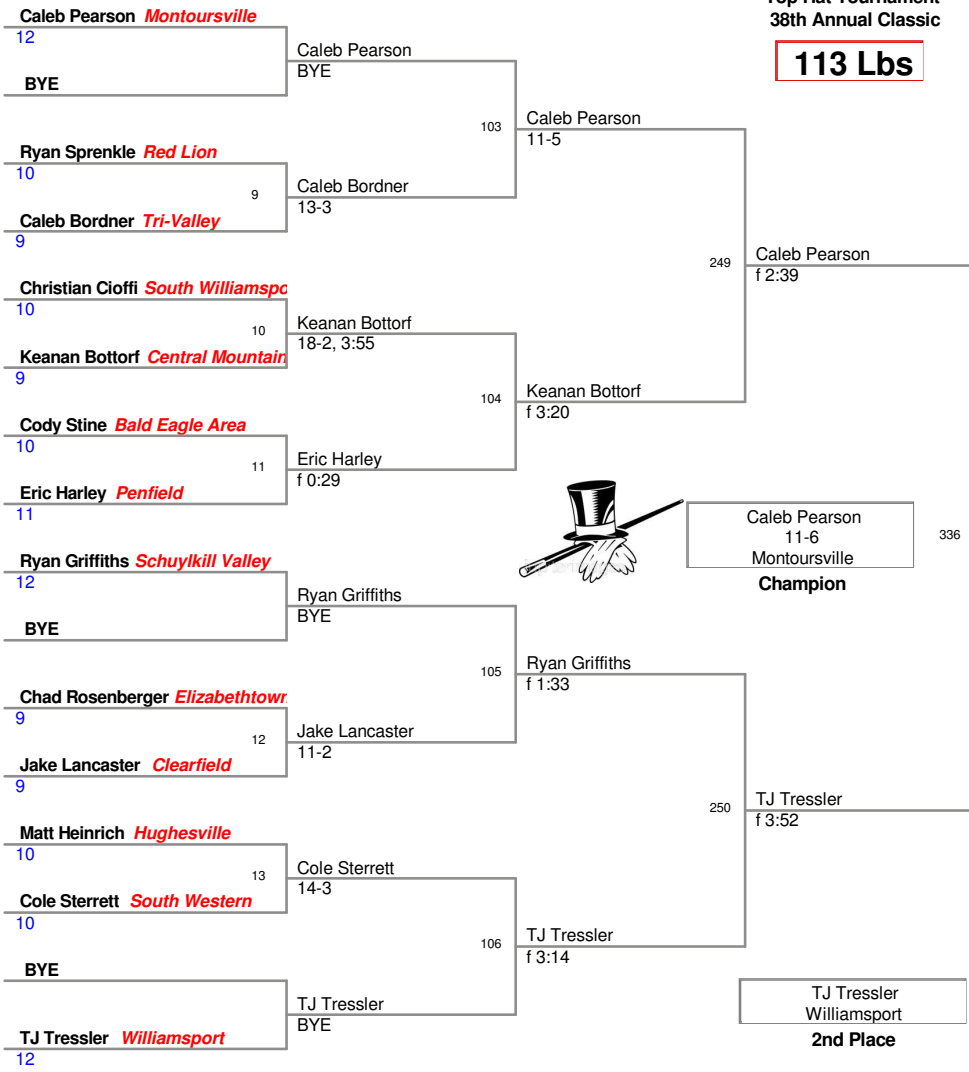 Top Hat Tournament
38th Annual Classic
113 Lbs
Caleb Pearson Montoursville
12
BYE
Ryan Sprenkle Red Lion
10
9
Caleb Bordner Tri-Valley
9
Christian Cioffi South Williamspo
10
10
Keanan Bottorf Central Mountain
9
Cody Stine Bald Eagle Area
10
11
Eric Harley Penfield
11
Ryan Griffiths Schuylkill Valley
12
BYE
Chad Rosenberger Elizabethtown
9
12
Jake Lancaster Clearfield
9
Matt Heinrich Hughesville
10
13
Cole Sterrett South Western
10
BYE
TJ Tressler Williamsport
12
Caleb Pearson
BYE
103
Caleb Bordner
13-3
Keanan Bottorf
18-2, 3:55
104
Eric Harley
f 0:29
Ryan Griffiths
BYE
105
Jake Lancaster
11-2
Cole Sterrett
14-3
106
TJ Tressler
BYE
Caleb Pearson
11-5
249
Keanan Bottorf
f 3:20
Ryan Griffiths
f 1:33
250
TJ Tressler
f 3:14
Caleb Pearson
f 2:39
TJ Tressler
f 3:52
Caleb Pearson
11-6
Montoursville
336
Champion
TJ Tressler
Williamsport
2nd Place